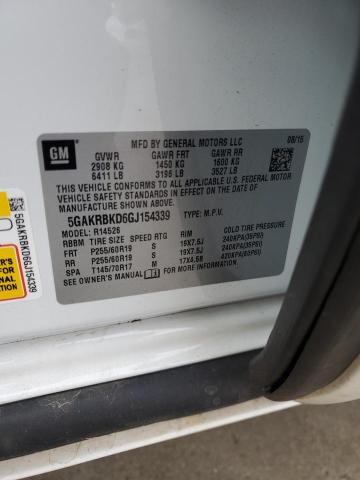 GM
MFD BY GENERAL MOTORS LLC 08/15
GVWR GAWR FRT GAWR RR
2908 KG 1450 KG 1600 KG
6411 LB 3196 LB 3527 LB
THIS VEHICLE CONFORMS TO ALL APPLICABLE U.S.
FEDERAL MOTOR VEHICLE SAFETY, BUMPER, AND
THEFT PREVENTION STANDARDS IN EFFECT ON THE
DATE OF MANUFACTURE SHOWN ABOVE.
5GAKRBKD6GJ154339 TYPE: M.P.V.
MODEL: R14526
RBBM TIRE SIZE SPEED RTG RIM COLD TIRE PRESSURE
FRT P255/60R19 S 19X7.5J 240KPA(35PSI)
RR P255/60R19 S 19X7.5J 240KPA(35PSI)
SPA T145/70R17 M 17X4.5B 420KPA(60PSI)
SEE OWNER'S MANUAL FOR MORE INFORMATION.
5GAKRBKD6GJ154339